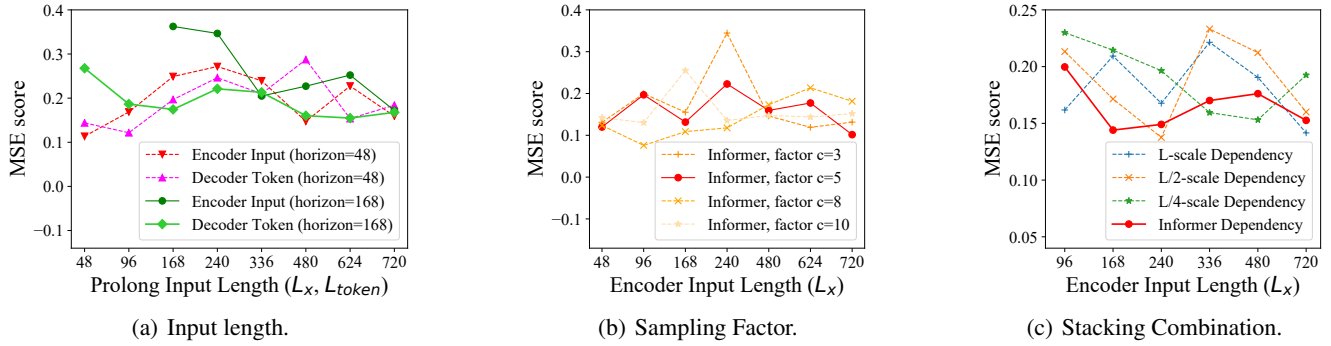 0.4
0.3
0.2
0.1
0.0
−0.1
MSE score
Encoder Input (horizon=48)
Decoder Token (horizon=48)
Encoder Input (horizon=168)
Decoder Token (horizon=168)
48 96 168 240 336 480 624 720
Prolong Input Length (Lx, Ltoken)
(a) Input length.
0.4
0.3
0.2
0.1
0.0
−0.1
MSE score
Informer, factor c=3
Informer, factor c=5
Informer, factor c=8
Informer, factor c=10
48 96 168 240 480 624 720
Encoder Input Length (Lx)
(b) Sampling Factor.
0.25
0.20
0.15
0.10
0.05
MSE score
L-scale Dependency
L/2-scale Dependency
L/4-scale Dependency
Informer Dependency
96 168 240 336 480 720
Encoder Input Length (Lx)
(c) Stacking Combination.